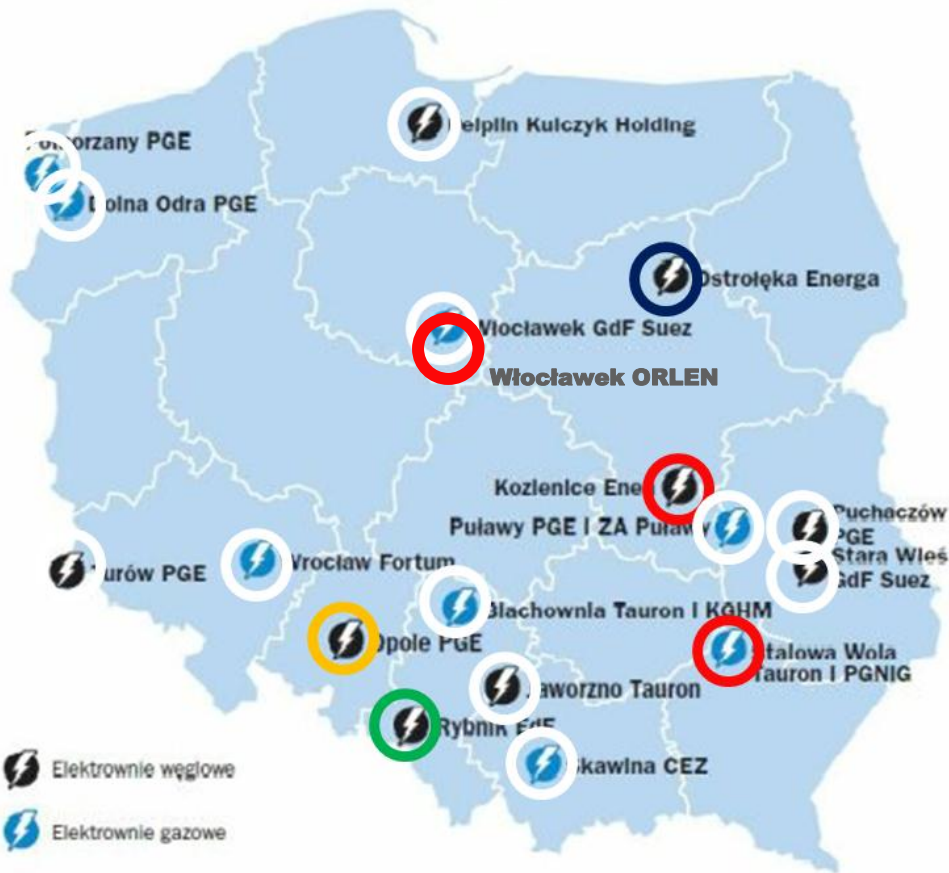 Pomorzany PGE
Pelplin Kulczyk Holding
Dolna Odra PGE
Ostrołęka Energa
Włocławek GdF Suez
Włocławek ORLEN
Kozienice Enea
Puławy PGE i ZA Puławy
Puchaczów
PGE
Stara Wieś
GdF Suez
Turów PGE
Wrocław Fortum
Blachownia Tauron i KGHM
Opole PGE
Stalowa Wola
Tauron i PGNIG
Jaworzno Tauron
Rybnik EdF
Skawina CEZ
Elektrownie węglowe
Elektrownie gazowe